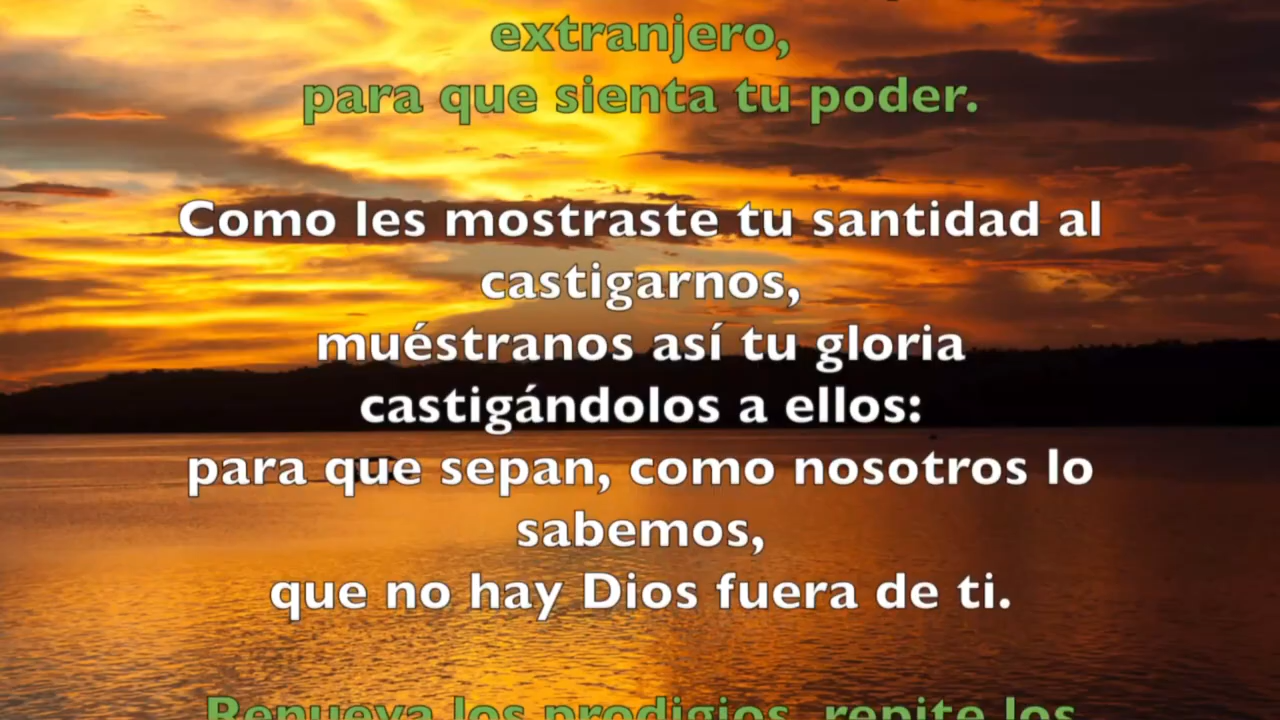 extranjero,
para que sienta tu poder.
Como les mostraste tu santidad al
castigarnos,
muéstranos así tu gloria
castigándolos a ellos:
para que sepan, como nosotros lo
sabemos,
que no hay Dios fuera de ti.
Renueva los prodigios, repite los